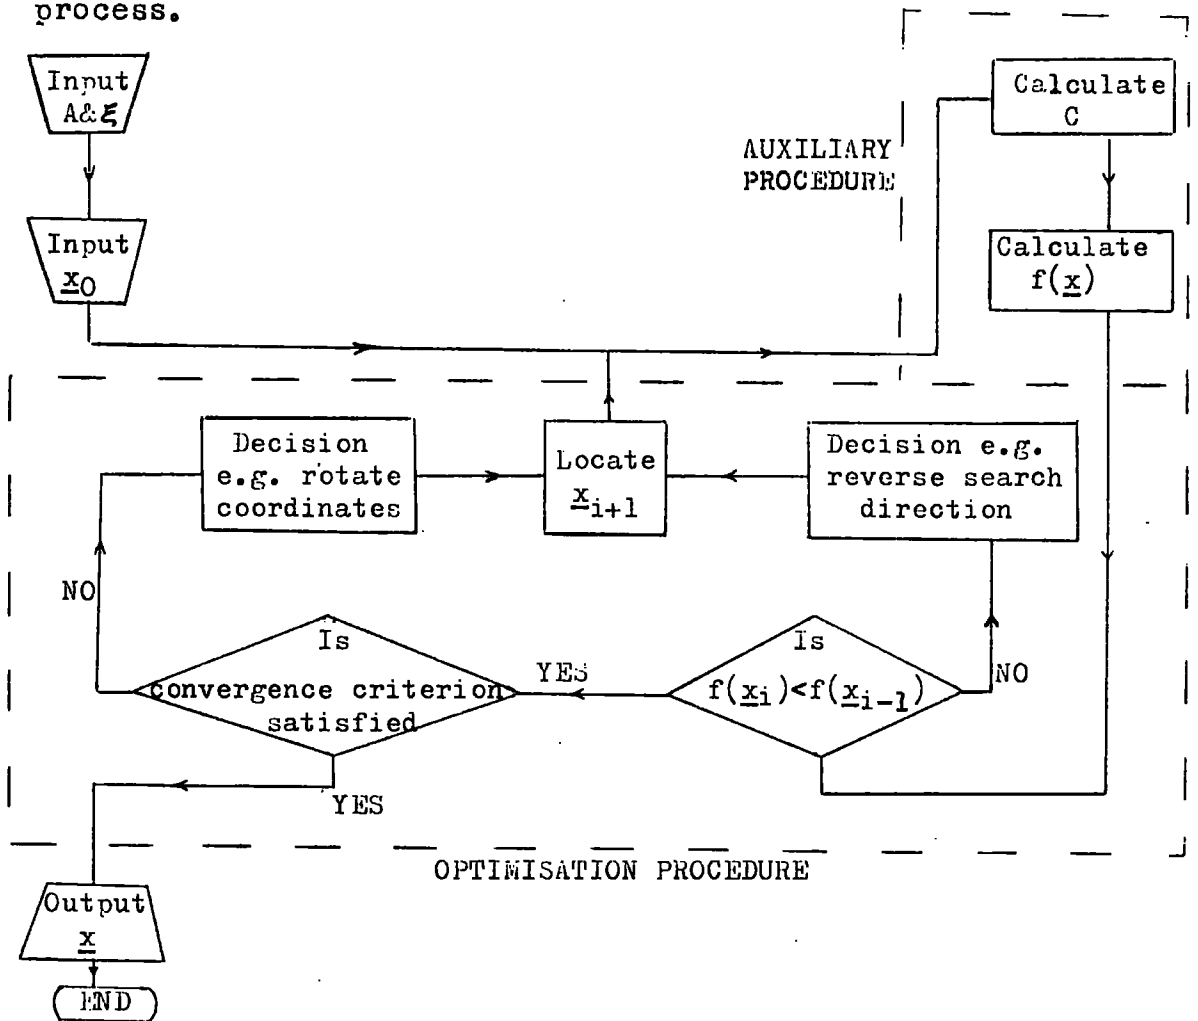 process.
Input
A&ξ
Input
x0
AUXILIARY
PROCEDURE
Calculate
C
Calculate
f(x)
Decision
e.g. rotate
coordinates
Locate
xi+1
Decision e.g.
reverse search
direction
NO
Is
convergence criterion
satisfied
YES
Is
f(xi)<f(xi-1)
NO
YES
OPTIMISATION PROCEDURE
Output
x
END